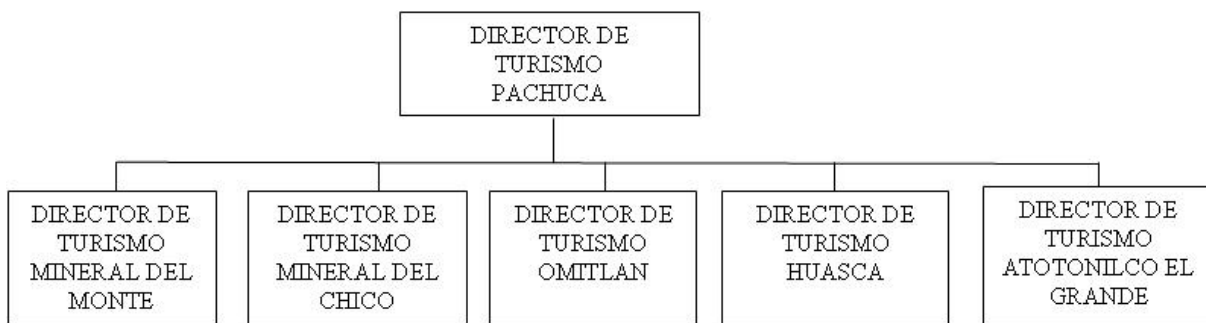 DIRECTOR DE
TURISMO
PACHUCA
DIRECTOR DE
TURISMO
MINERAL DEL
MONTE
DIRECTOR DE
TURISMO
MINERAL DEL
CHICO
DIRECTOR DE
TURISMO
OMITLAN
DIRECTOR DE
TURISMO
HUASCA
DIRECTOR DE
TURISMO
ATOTONILCO EL
GRANDE